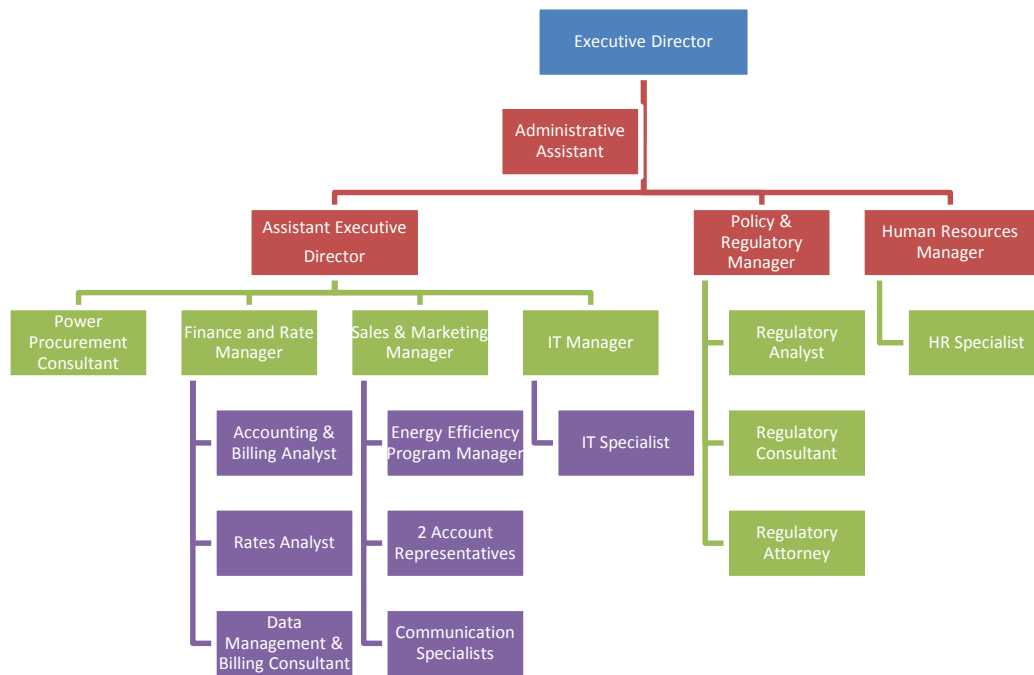 Executive Director
Administrative
Assistant
Assistant Executive
Director
Policy &
Regulatory
Manager
Human Resources
Manager
Power
Procurement
Consultant
Finance and Rate
Manager
Sales & Marketing
Manager
IT Manager
Regulatory
Analyst
HR Specialist
Accounting &
Billing Analyst
Energy Efficiency
Program Manager
IT Specialist
Regulatory
Consultant
Rates Analyst
2 Account
Representatives
Regulatory
Attorney
Data
Management &
Billing Consultant
Communication
Specialists